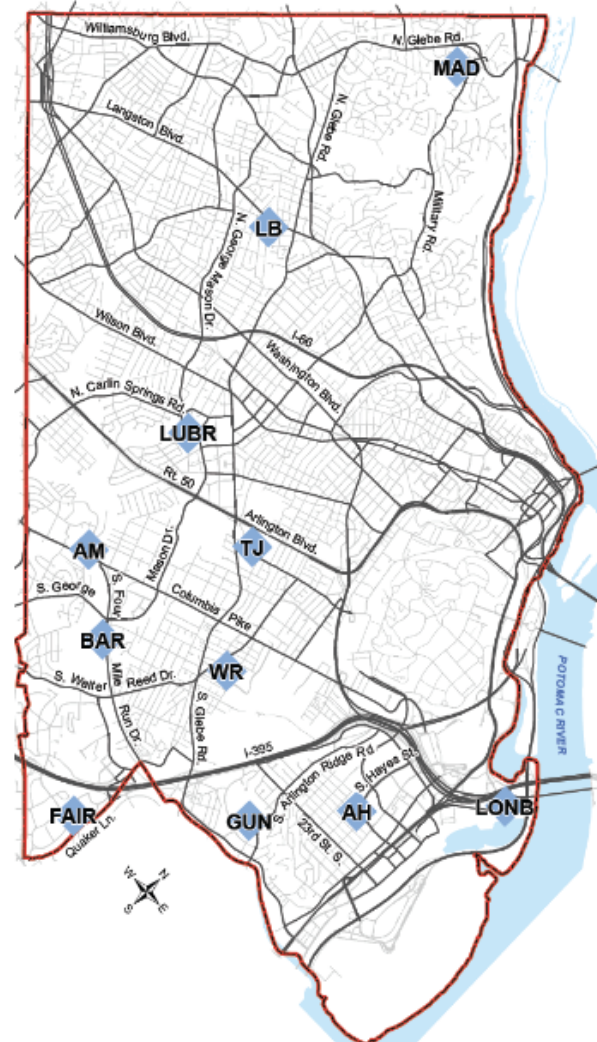 Williamsburg Blvd.
N. Glebe Rd.
MAD
Langston Blvd.
N. Glebe Rd.
Military Rd.
LB
N. George Mason Dr.
Wilson Blvd.
I-66
Washington Blvd.
N. Carlin Springs Rd.
LUBR
Rt. 50
Arlington Blvd.
Mason Dr.
TJ
AM
S. George
S. Four
Columbia Pike
BAR
Mile
WR
S. Walter Reed Dr.
Run Dr.
S. Glebe Rd.
POTOMAC RIVER
I-395
S. Arlington Ridge Rd.
S. Hayes St.
FAIR
GUN
AH
LONB
23rd St. S.
Quaker Ln.
N
W
E
S